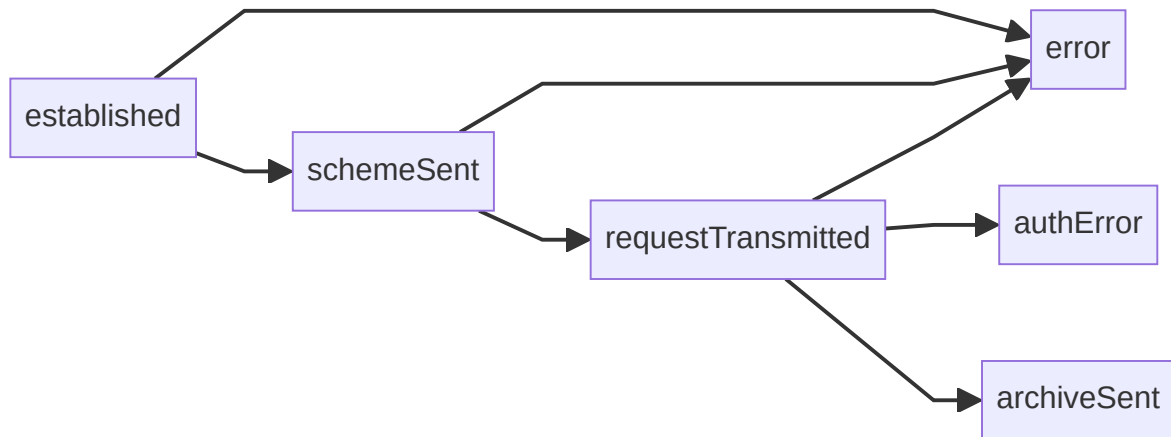 error
established
schemeSent
authError
requestTransmitted
archiveSent